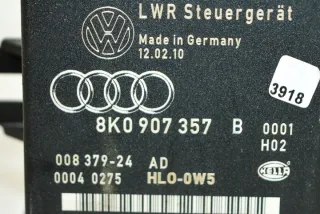 LWR Steuergerät
Made in Germany
12.02.10
3918
8K0 907 357 B 0001
H02
008 379-24 AD
0004 0275 HLO-0W5
HELLA